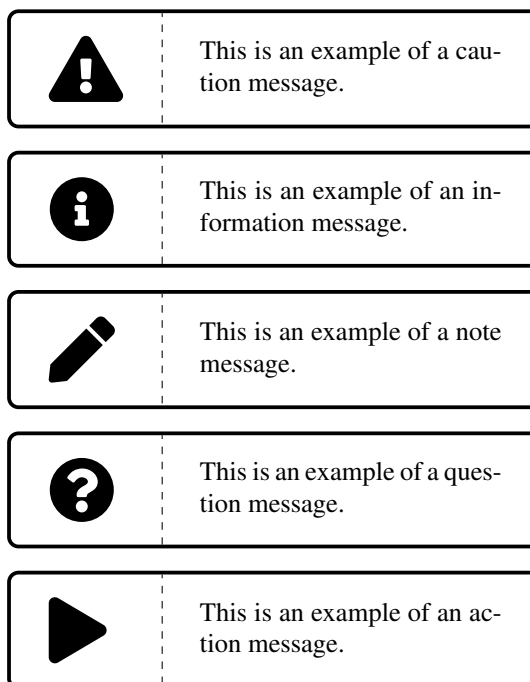 This is an example of a cau-
tion message.
This is an example of an in-
formation message.
This is an example of a note
message.
This is an example of a ques-
tion message.
This is an example of an ac-
tion message.